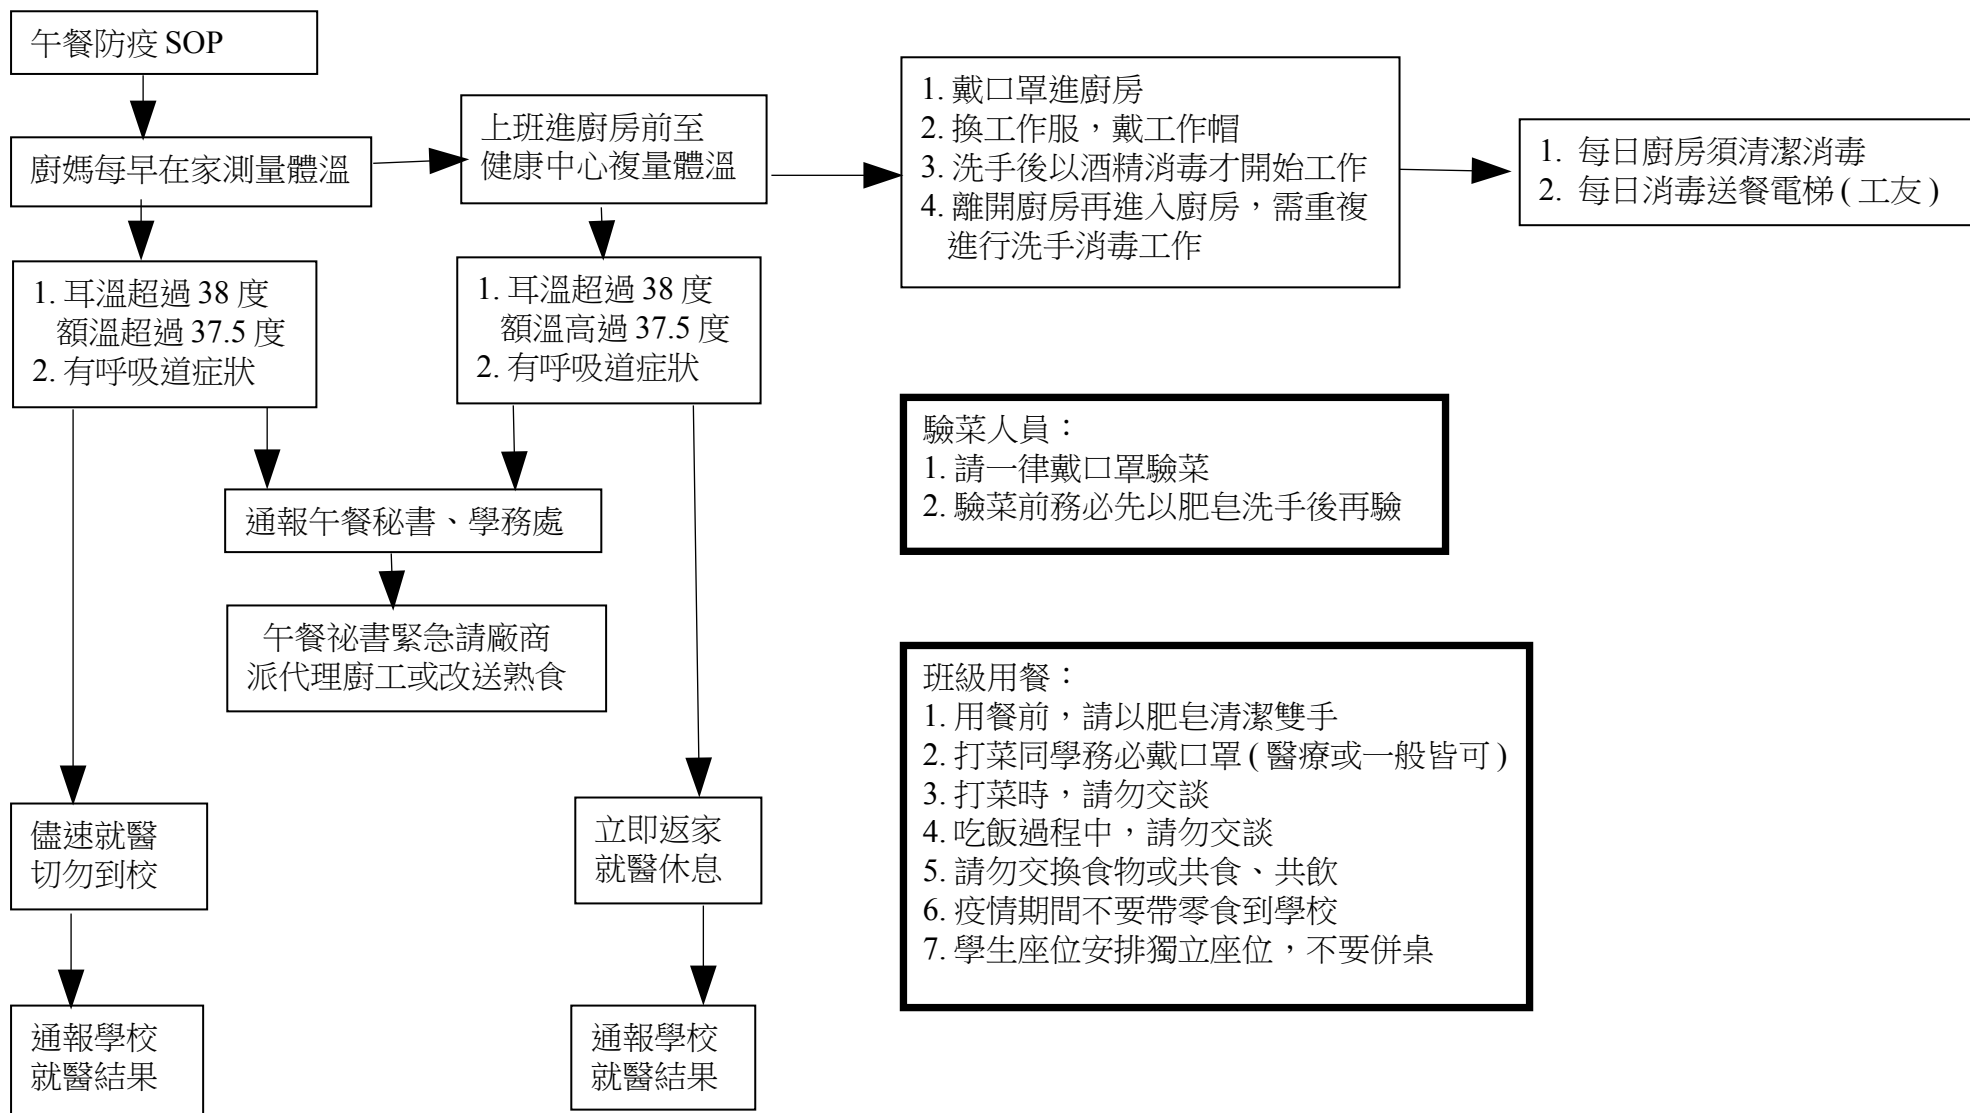 午餐防疫 SOP
廚媽每早在家測量體溫
上班進廚房前至
健康中心複量體溫
1. 戴口罩進廚房
2. 換工作服，戴工作帽
3. 洗手後以酒精消毒才開始工作
4. 離開廚房再進入廚房，需重複
進行洗手消毒工作
1. 每日廚房須清潔消毒
2. 每日消毒送餐電梯 ( 工友 )
1. 耳溫超過 38 度
額溫超過 37.5 度
2. 有呼吸道症狀
1. 耳溫超過 38 度
額溫高過 37.5 度
2. 有呼吸道症狀
通報午餐秘書、學務處
午餐祕書緊急請廠商
派代理廚工或改送熟食
儘速就醫
切勿到校
立即返家
就醫休息
通報學校
就醫結果
通報學校
就醫結果
驗菜人員：
1. 請一律戴口罩驗菜
2. 驗菜前務必先以肥皂洗手後再驗
班級用餐：
1. 用餐前，請以肥皂清潔雙手
2. 打菜同學務必戴口罩 ( 醫療或一般皆可 )
3. 打菜時，請勿交談
4. 吃飯過程中，請勿交談
5. 請勿交換食物或共食、共飲
6. 疫情期間不要帶零食到學校
7. 學生座位安排獨立座位，不要併桌